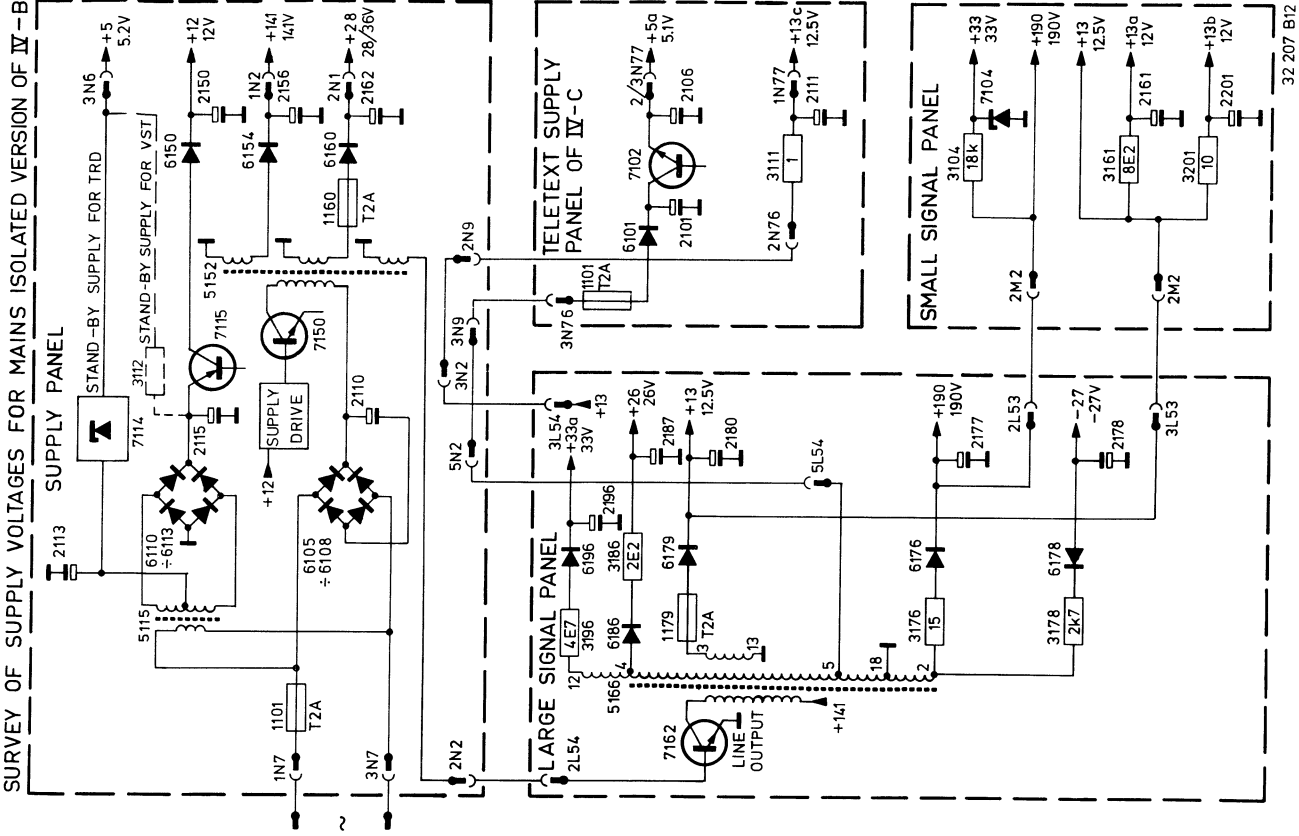 SURVEY OF SUPPLY VOLTAGES FOR MAINS ISOLATED VERSION OF IV-B
SUPPLY PANEL
2113
7114
STAND-BY SUPPLY FOR TRD
3N6
+5
5.2V
3112
STAND-BY SUPPLY FOR VST
5115
6110
÷6113
2115
7115
6150
2150
+12
12V
5152
6154
1N2
2156
+141
141V
1160
T2A
6160
2N1
2162
+28
28/36V
+12
SUPPLY
DRIVE
7150
6105
÷6108
2110
1101
T2A
1N7
3N7
~
2N2
2L54
2N9
3N9
3N2
5N2
3N76
TELETEXT SUPPLY
PANEL OF IV-C
1101
T2A
6101
2101
7102
2106
2/3N77
+5a
5.1V
2N76
3111
1
1N77
2111
+13c
12.5V
SMALL SIGNAL PANEL
3104
18k
7104
+33
33V
+190
190V
+13
12.5V
3161
8E2
2161
+13a
12V
3201
10
2201
+13b
12V
2M2
2M2
LARGE SIGNAL PANEL
3L54
+13
+33a
33V
12
4E7
3196
6196
2196
4
5166
6186
3186
2E2
2187
+26
26V
3
13
1179
T2A
6179
2180
+13
12.5V
5L54
5
18
2
7162
LINE
OUTPUT
+141
3176
15
6176
2177
+190
190V
2L53
3178
2k7
6178
2178
-27
-27V
3L53
32 207 B12